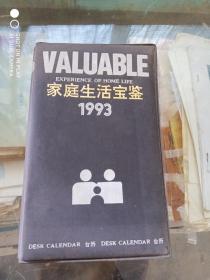 VALUABLE
EXPERIENCE OF HOME LIFE
家庭生活宝鉴
1993
DESK CALENDAR 台历 DESK CALENDAR 台历